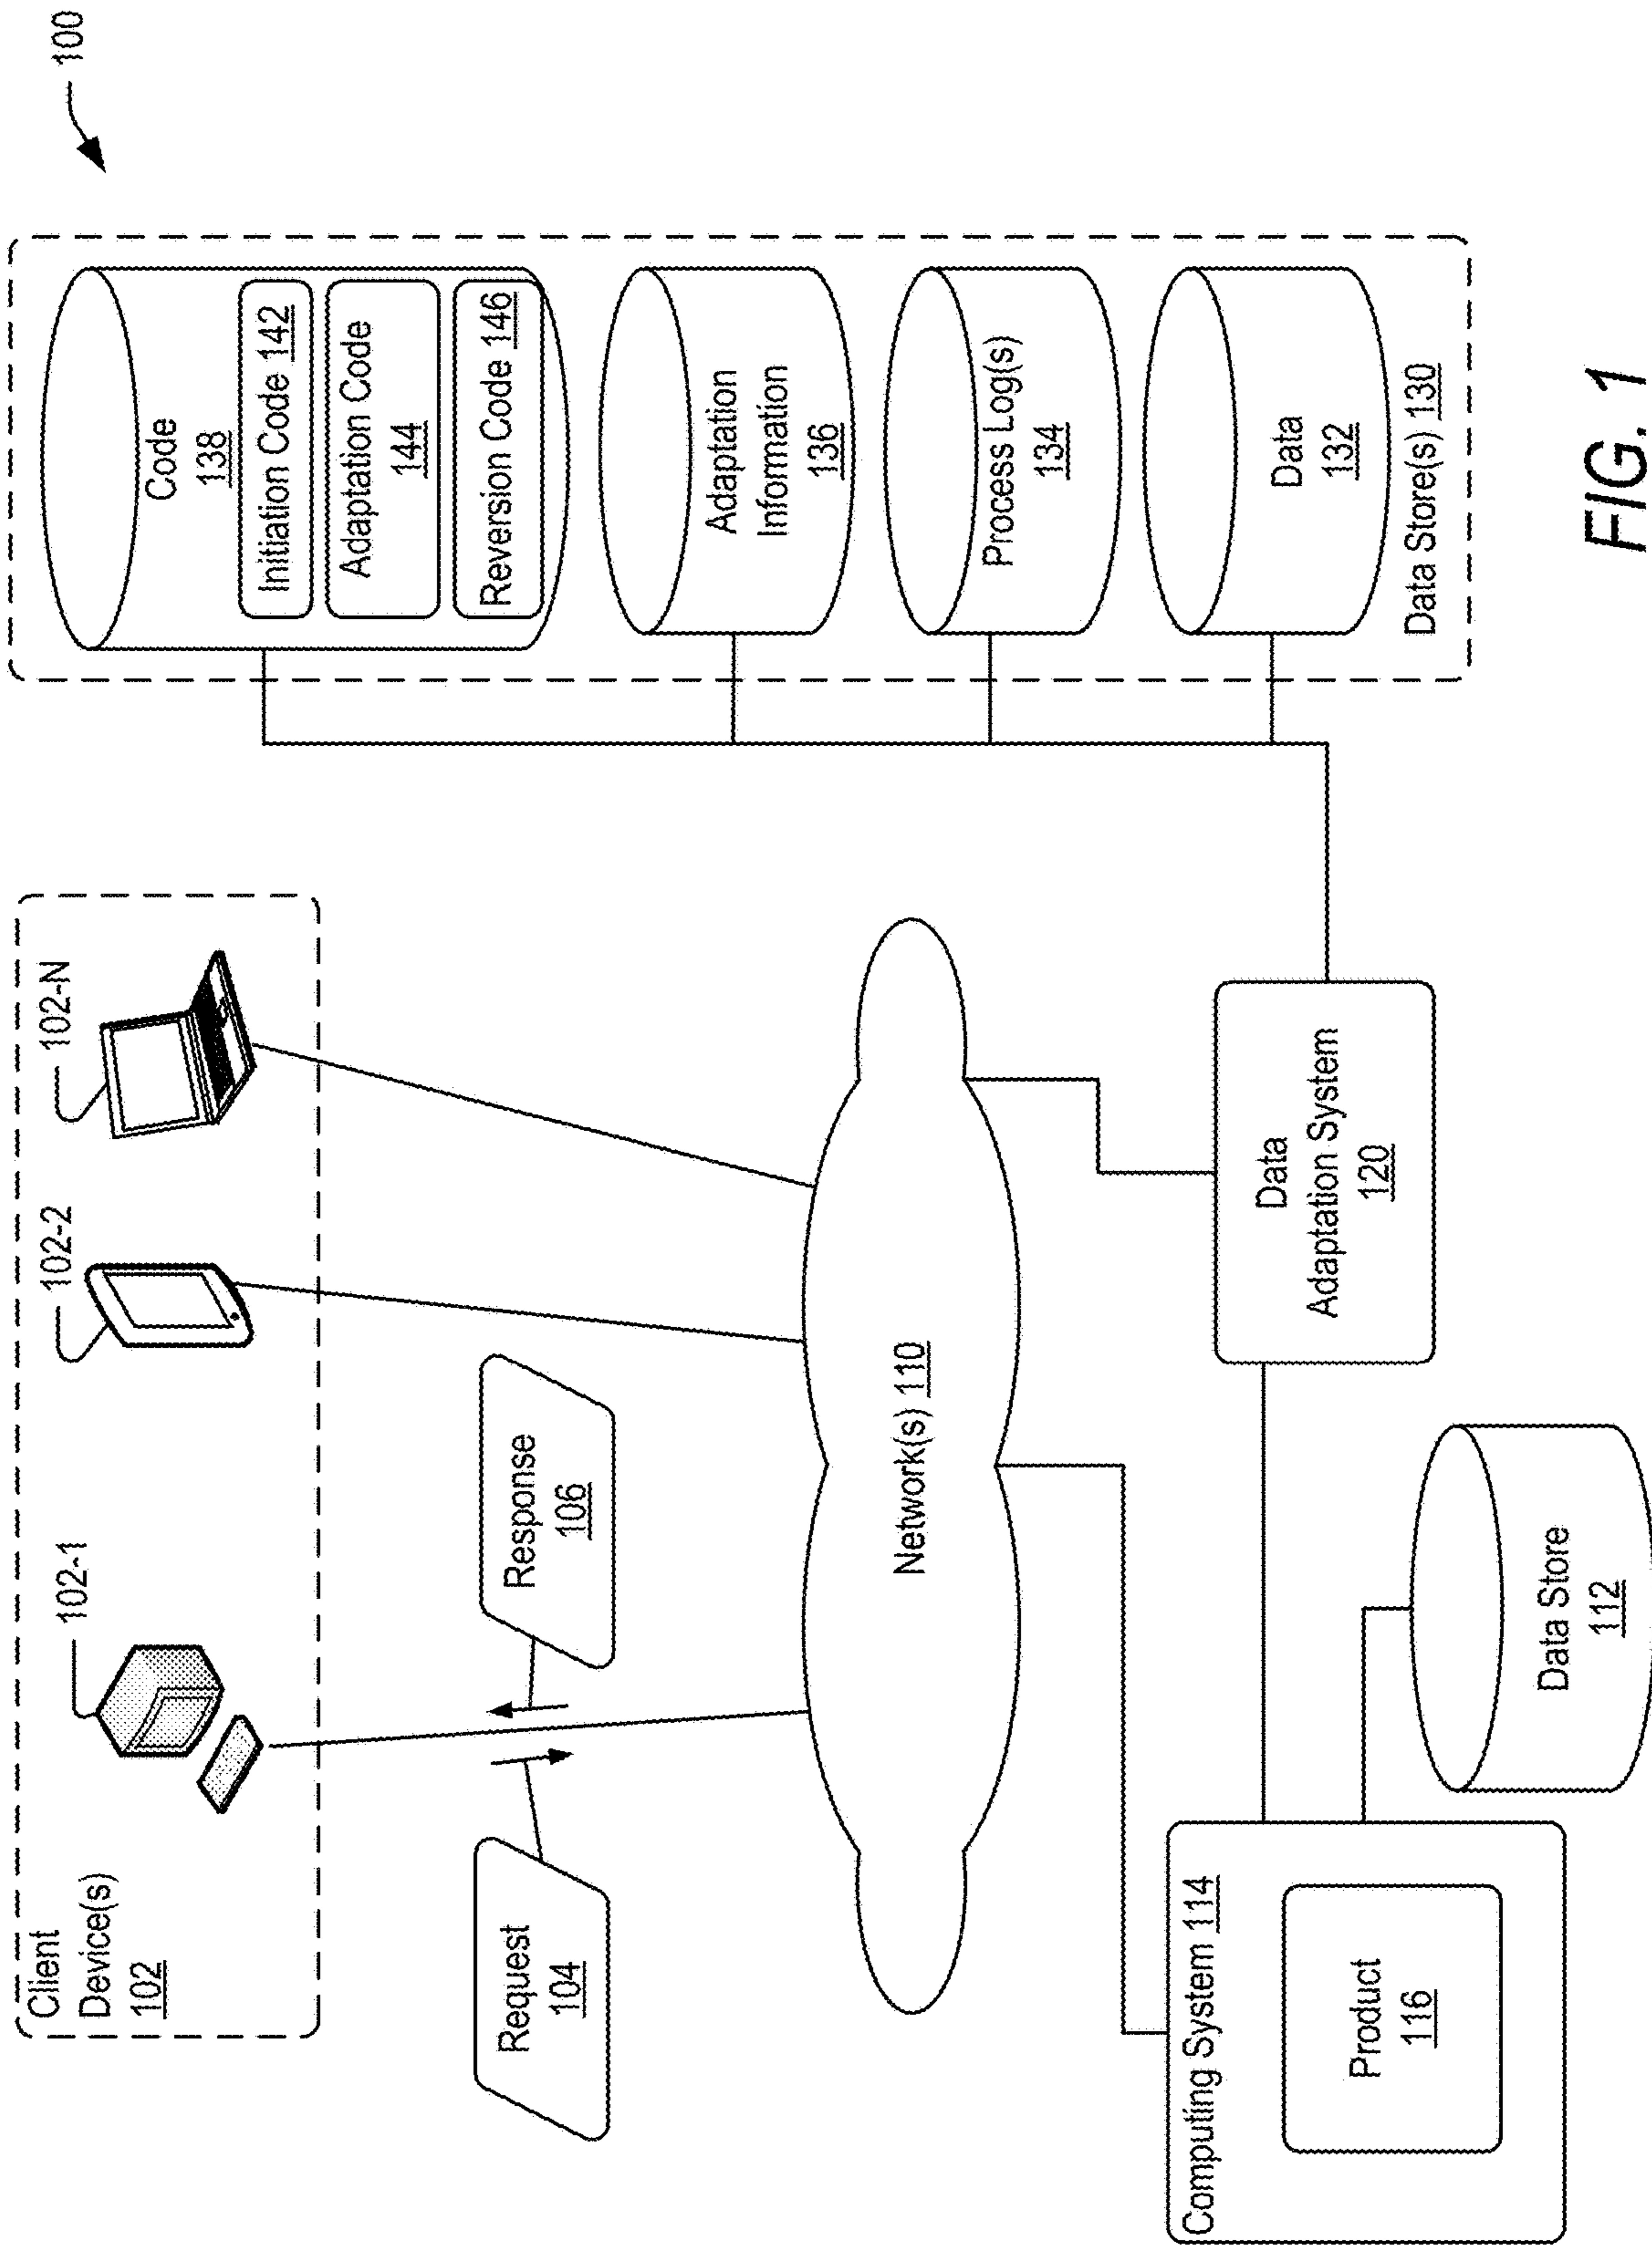 100
Client
Device(s)
102
102-1
102-2
102-N
Request
104
Response
106
Network(s) 110
Computing System 114
Product
116
Data Store
112
Data
Adaptation System
120
Code
138
Initiation Code 142
Adaptation Code
144
Reversion Code 146
Adaptation
Information
136
Process Log(s)
134
Data
132
Data Store(s) 130
FIG. 1